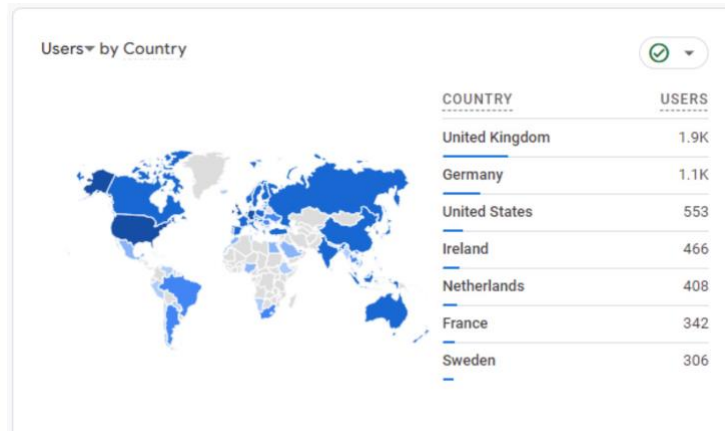 Users by Country
COUNTRY USERS
United Kingdom 1.9K
Germany 1.1K
United States 553
Ireland 466
Netherlands 408
France 342
Sweden 306